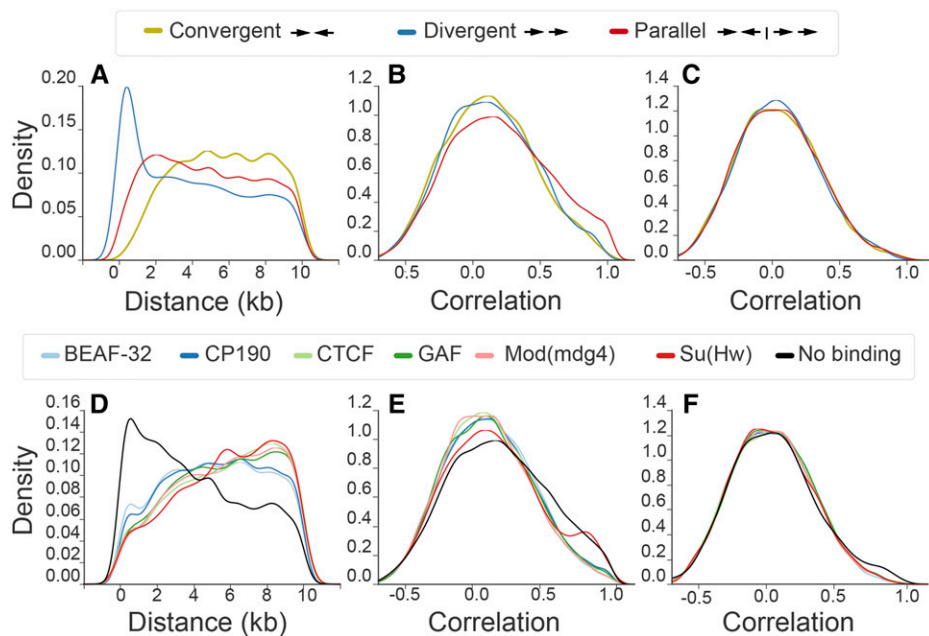 Convergent Divergent Parallel
A B C
Density
0.20
0.15
0.10
0.05
0.00
0 2 4 6 8 10
Distance (kb)
1.2
1.0
0.8
0.6
0.4
0.2
0.0
-0.5 0.0 0.5 1.0
Correlation
1.4
1.2
1.0
0.8
0.6
0.4
0.2
0.0
-0.5 0.0 0.5 1.0
Correlation
BEAF-32 CP190 CTCF GAF Mod(mdg4) Su(Hw) No binding
D E F
Density
0.16
0.14
0.12
0.10
0.08
0.06
0.04
0.02
0.00
0 2 4 6 8 10
Distance (kb)
1.2
1.0
0.8
0.6
0.4
0.2
0.0
-0.5 0.0 0.5 1.0
Correlation
1.4
1.2
1.0
0.8
0.6
0.4
0.2
0.0
-0.5 0.0 0.5 1.0
Correlation